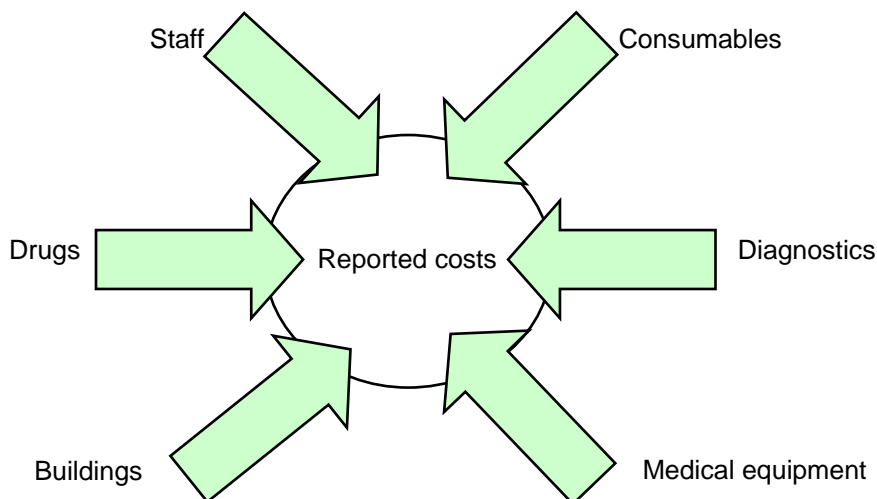 Staff
Consumables
Drugs
Reported costs
Diagnostics
Buildings
Medical equipment